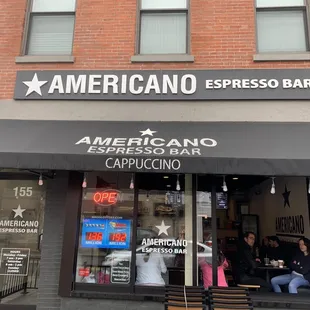 AMERICANO ESPRESSO BAR
AMERICANO
ESPRESSO BAR
CAPPUCCINO
155
OPEN
AMERICANO
ESPRESSO BAR
AMERICANO
ESPRESSO BAR
AMERICANO